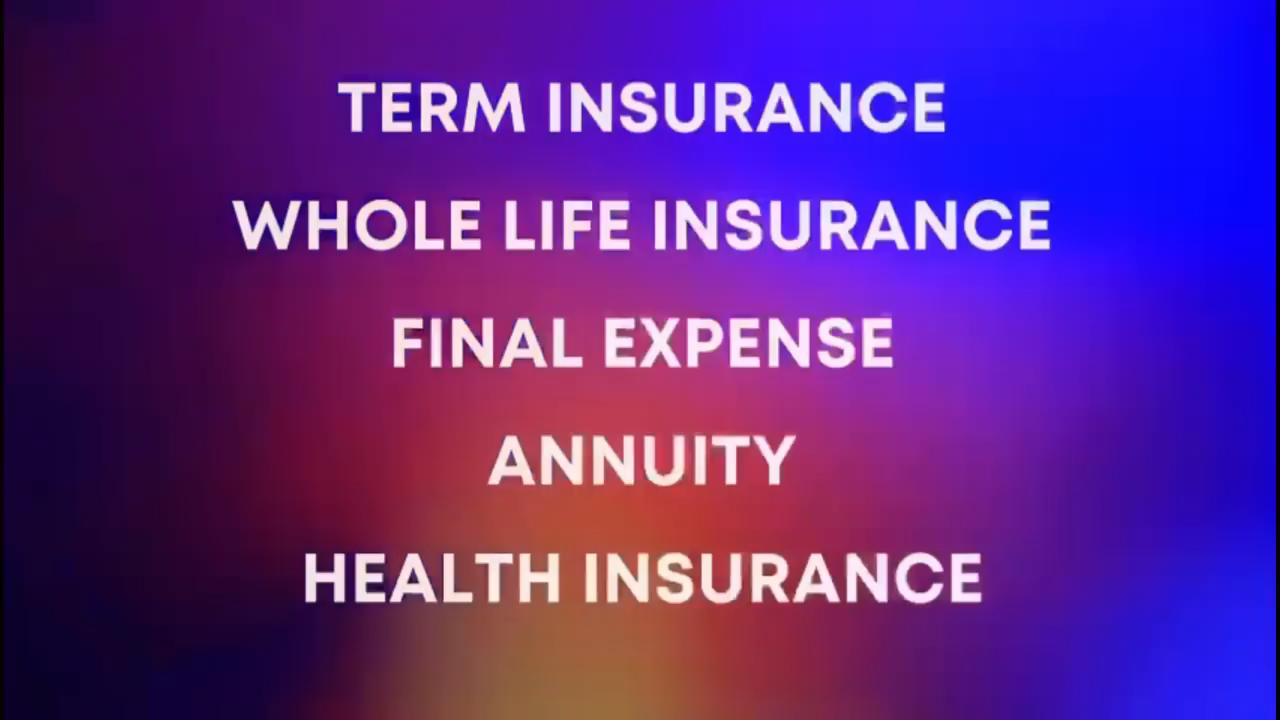 TERM INSURANCE
WHOLE LIFE INSURANCE
FINAL EXPENSE
ANNUITY
HEALTH INSURANCE